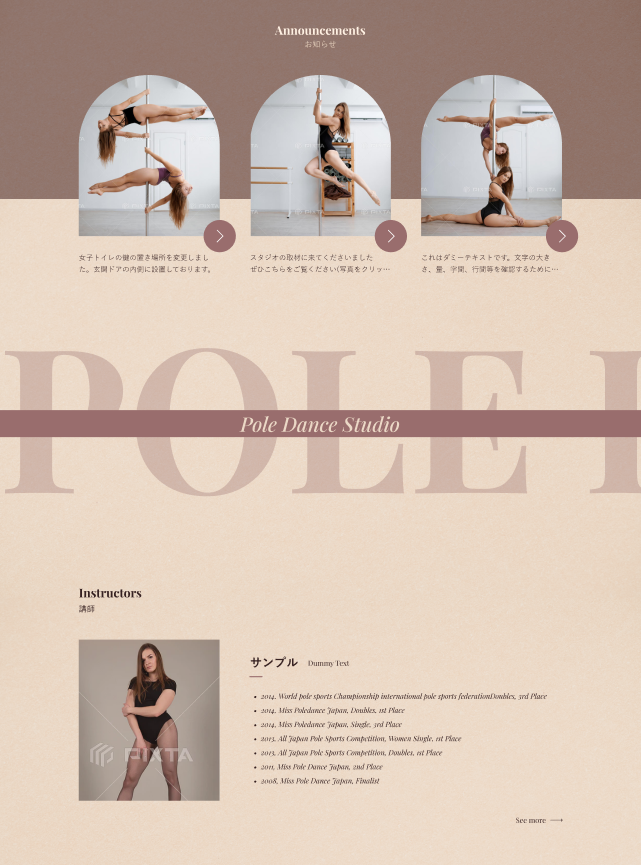 Announcements
お知らせ
女子トイレの鍵の置き場所を変更しまし
た。玄関ドアの内側に設置しております。
スタジオの取材に来てくださいました
ぜひこちらをご覧ください(写真をクリッ…
これはダミーテキストです。文字の大き
さ、量、字間、行間等を確認するために…
POLE
Pole Dance Studio
Instructors
講師
PIXTA
サンプル Dummy Text
• 2014, World pole sports Championship international pole sports federationDoubles, 3rd Place
• 2014, Miss Poledance Japan, Doubles, 1st Place
• 2014, Miss Poledance Japan, Single, 3rd Place
• 2013, All Japan Pole Sports Competition, Women Single, 1st Place
• 2013, All Japan Pole Sports Competition, Doubles, 1st Place
• 2011, Miss Pole Dance Japan, 2nd Place
• 2008, Miss Pole Dance Japan, Finalist
See more